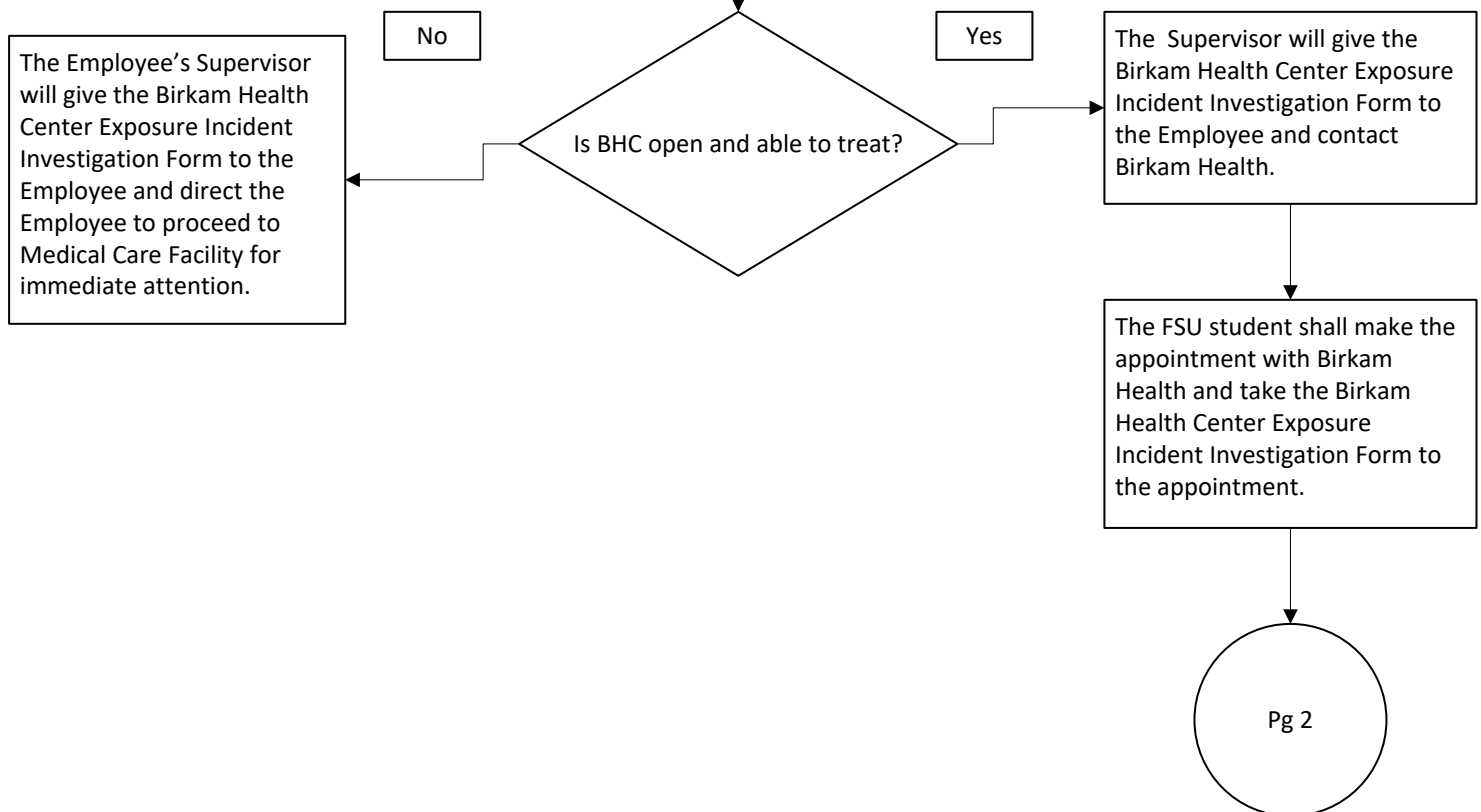 No
Yes
The Employee’s Supervisor
will give the Birkam Health
Center Exposure Incident
Investigation Form to the
Employee and direct the
Employee to proceed to
Medical Care Facility for
immediate attention.
Is BHC open and able to treat?
The  Supervisor will give the
Birkam Health Center Exposure
Incident Investigation Form to
the Employee and contact
Birkam Health.
The FSU student shall make the
appointment with Birkam
Health and take the Birkam
Health Center Exposure
Incident Investigation Form to
the appointment.
Pg 2